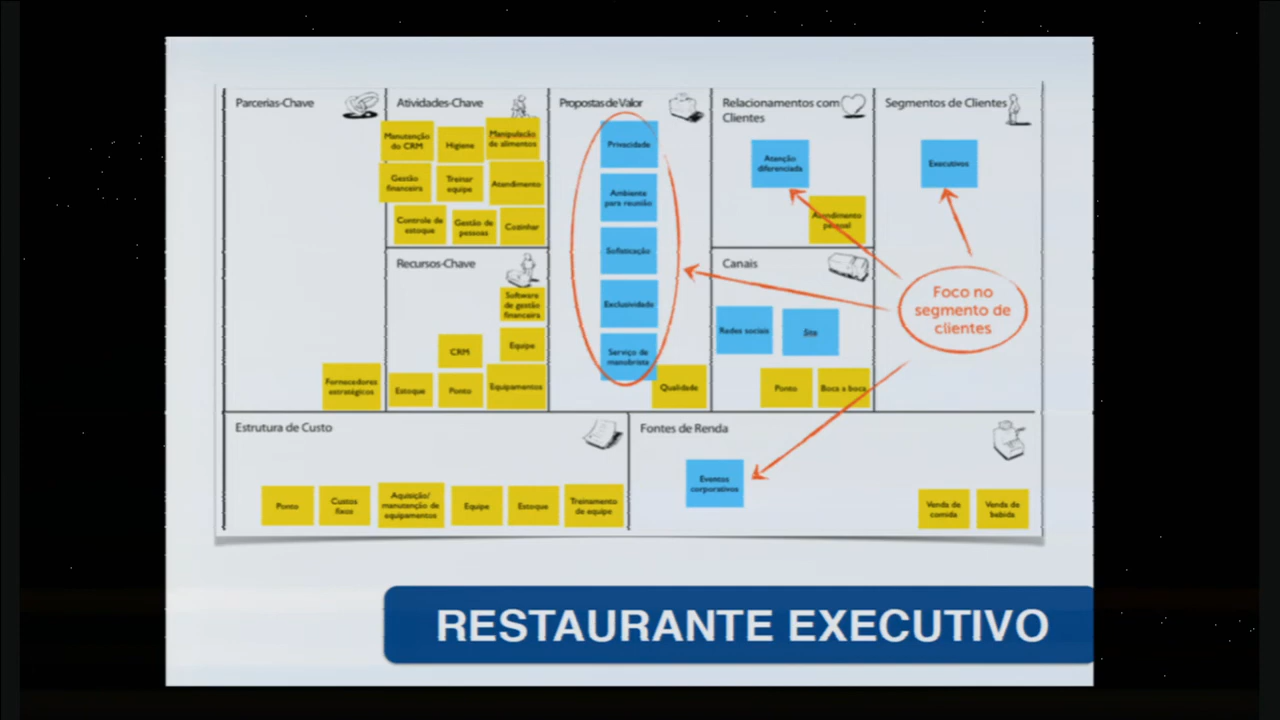 Parcerias-Chave
Fornecedores
estratégicos
Atividades-Chave
Manutenção
do CRM
Higiene
Manipulacão
de alimentos
Gestão
financeira
Treinar
equipe
Atendimento
Controle de
estoque
Gestão de
pessoas
Cozinhar
Recursos-Chave
Software
de gestão
financeira
CRM
Equipe
Estoque
Ponto
Equipamentos
Propostas de Valor
Privacidade
Ambiente
para reunião
Sofisticação
Exclusividade
Serviço de
manobrista
Qualidade
Relacionamentos com
Clientes
Atenção
diferenciada
Atendimento
pessoal
Canais
Redes sociais
Site
Ponto
Boca a boca
Segmentos de Clientes
Executivos
Foco no
segmento de
clientes
Estrutura de Custo
Ponto
Custos
fixos
Aquisição/
manutenção de
equipamentos
Equipe
Estoque
Treinamento
de equipe
Fontes de Renda
Eventos
corporativos
Venda de
comida
Venda de
bebida
RESTAURANTE EXECUTIVO